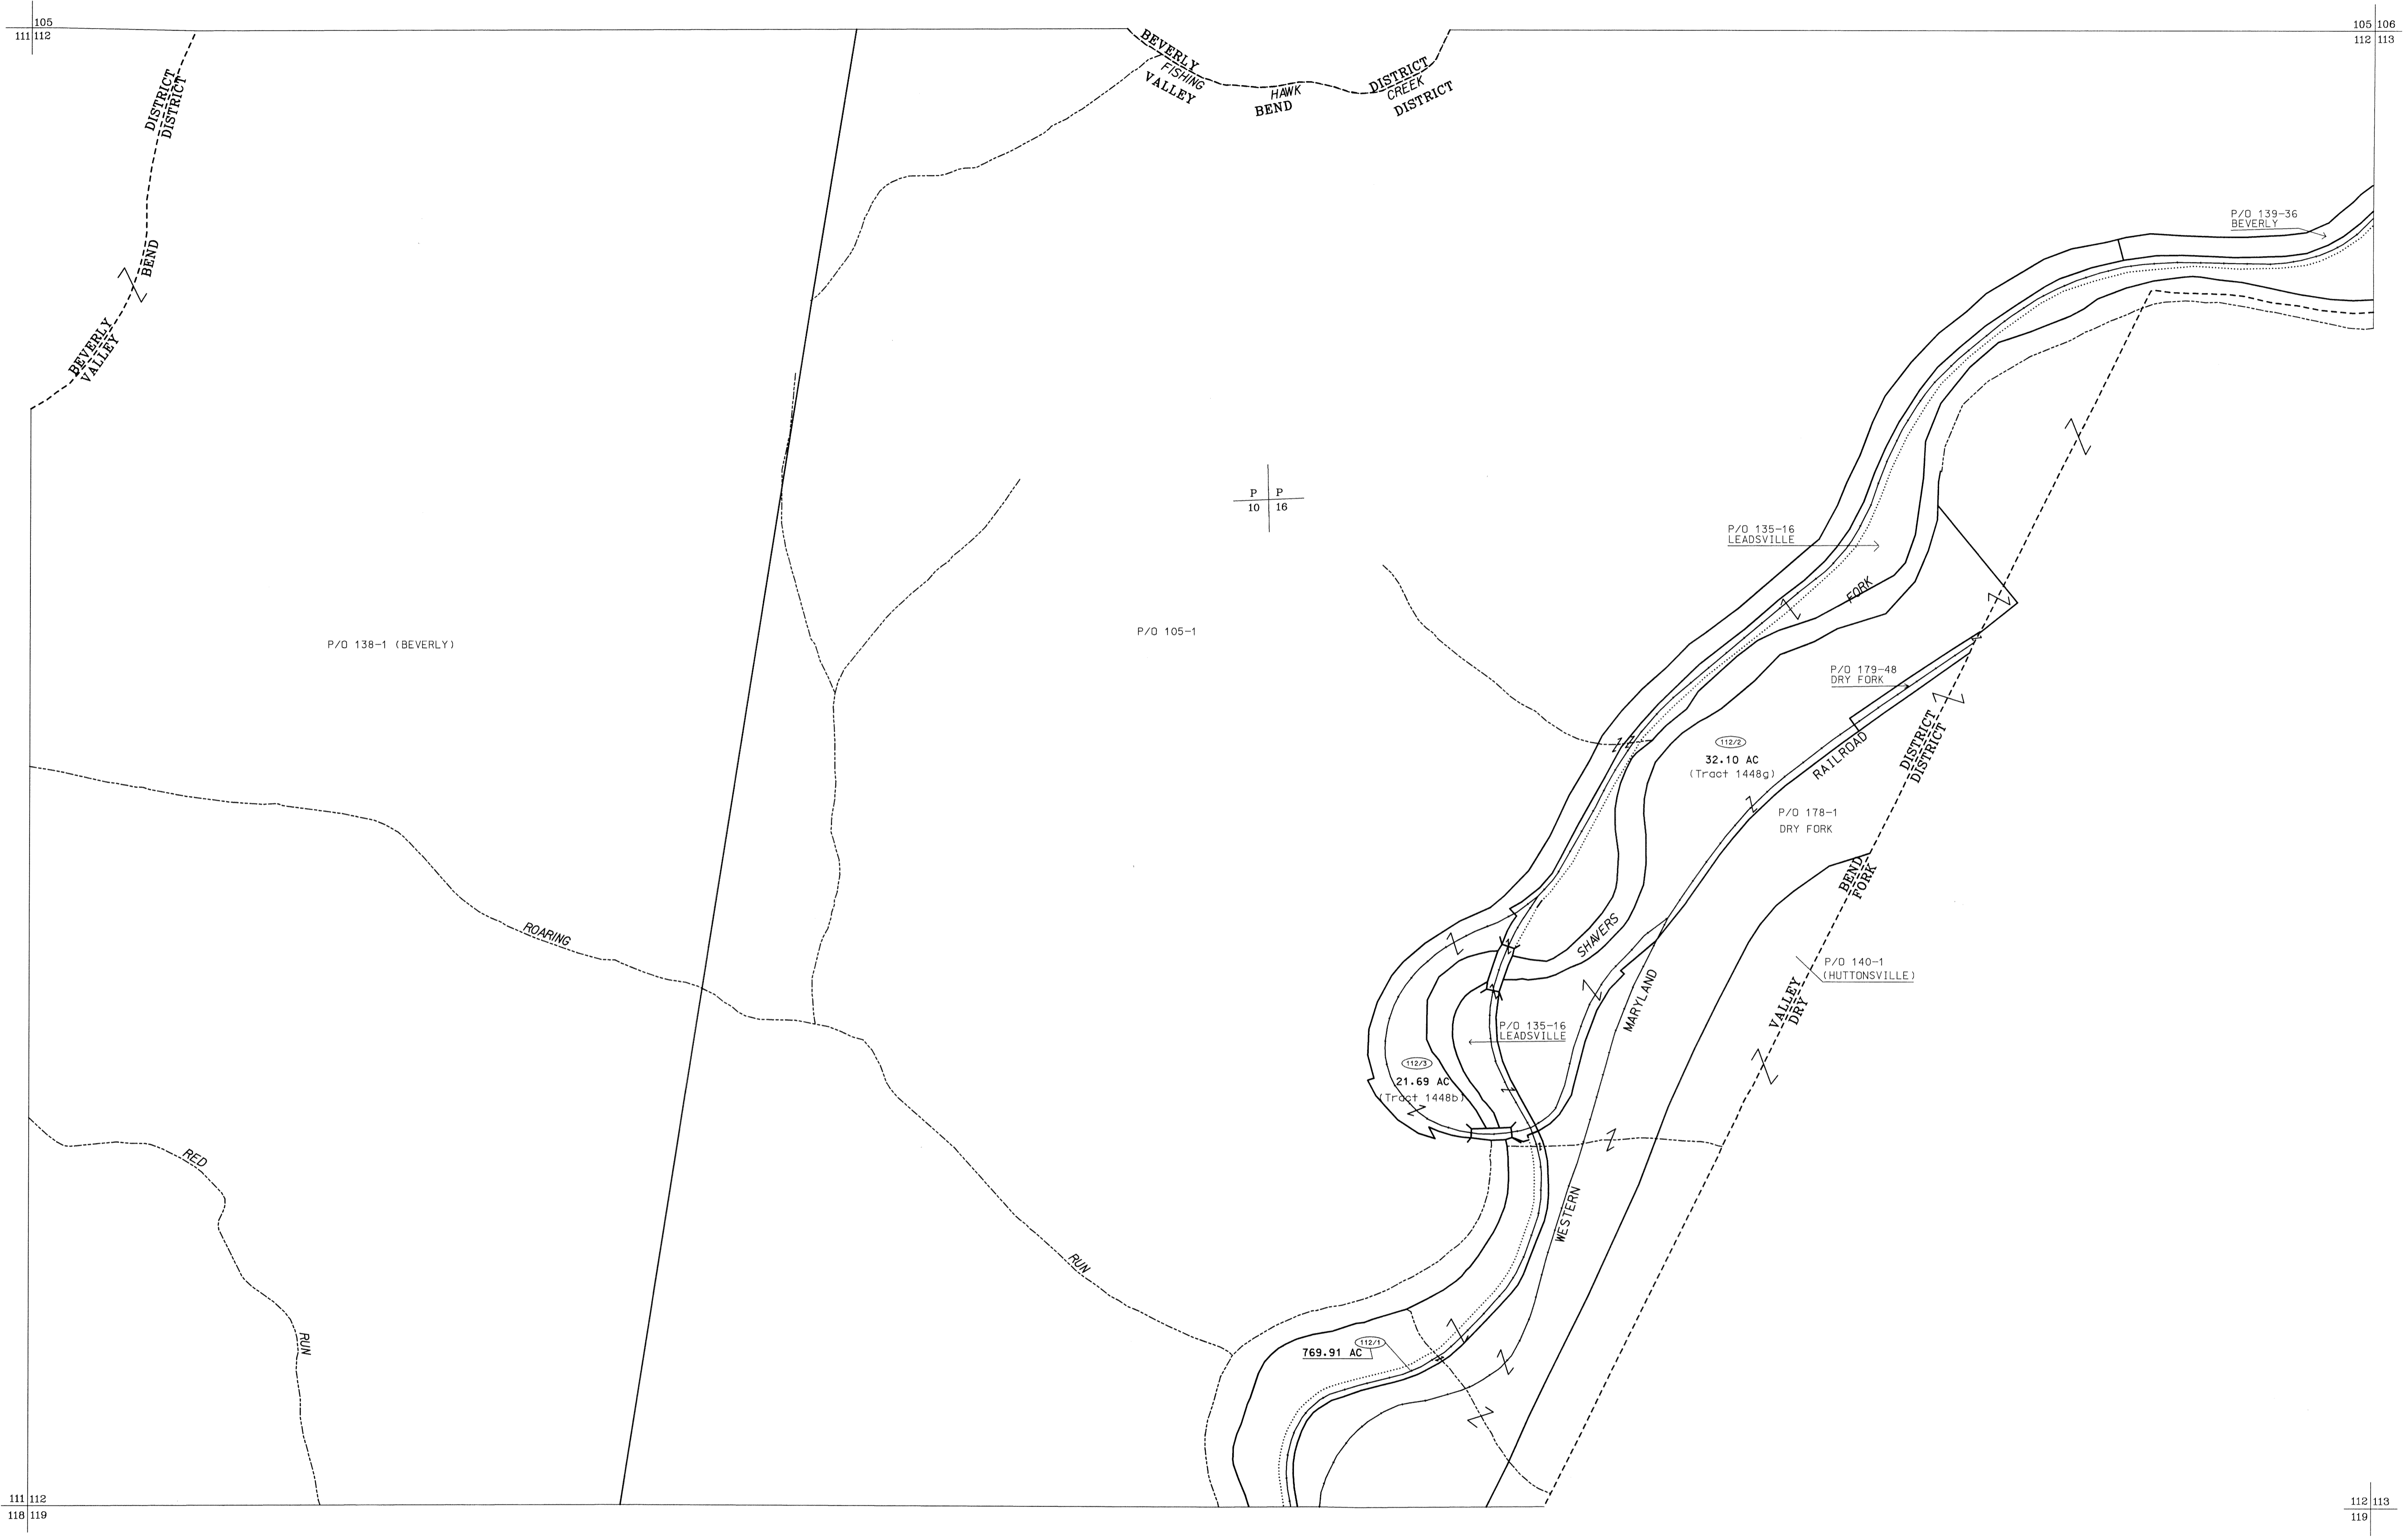 105
111 112
105 106
112 113
BEVERLY DISTRICT
FISHING HAWK CREEK
VALLEY BEND DISTRICT
BEVERLY DISTRICT
VALLEY BEND DISTRICT
P/O 139-36
BEVERLY
P P
10 16
P/O 135-16
LEADSVILLE
SHAVERS FORK
P/O 138-1 (BEVERLY)
P/O 105-1
P/O 179-48
DRY FORK
112/2
32.10 AC
(Tract 1448g)
WESTERN MARYLAND RAILROAD
P/O 178-1
DRY FORK
VALLEY BEND DISTRICT
DRY FORK DISTRICT
ROARING RUN
P/O 140-1
(HUTTONSVILLE)
P/O 135-16
LEADSVILLE
112/3
21.69 AC
(Tract 1448b)
RED RUN
112/1
769.91 AC
111 112
118 119
112 113
119